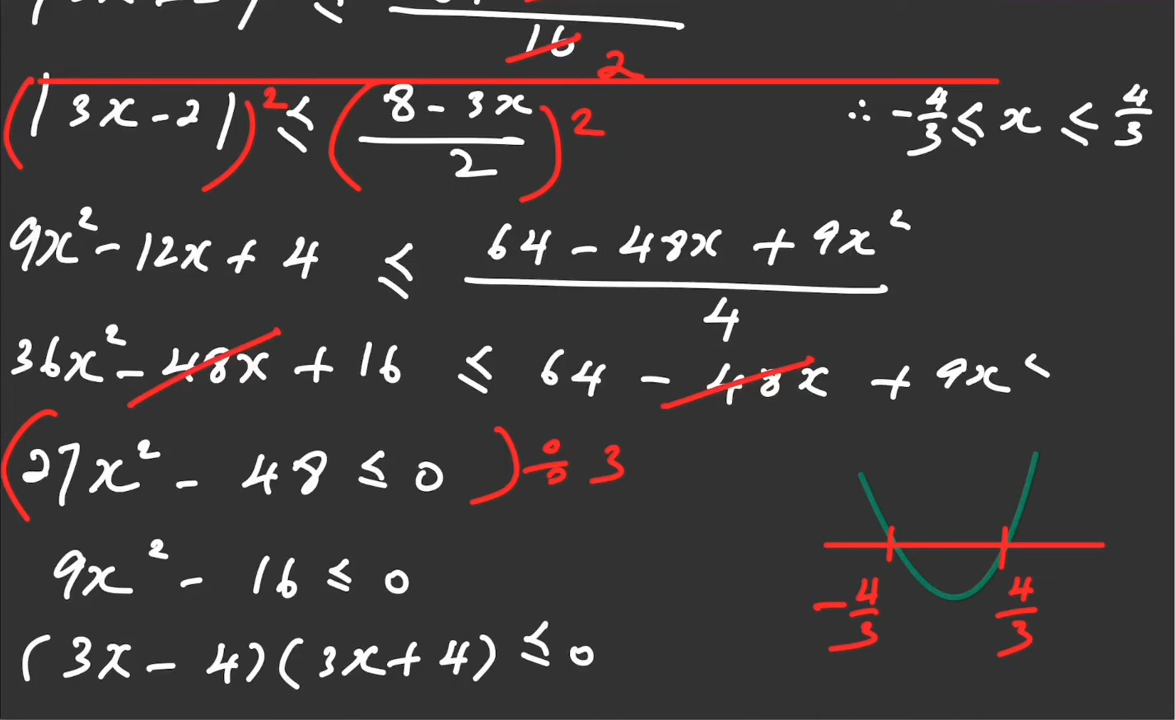 16
2
(|3x-2|)² ≤ ((8-3x)/2)² ∴ -4/3 ≤ x ≤ 4/3
9x² - 12x + 4 ≤ (64 - 48x + 9x²)/4
36x² - 48x + 16 ≤ 64 - 48x + 9x²
(27x² - 48 ≤ 0) ÷ 3
9x² - 16 ≤ 0
(3x - 4)(3x + 4) ≤ 0
-4/3 4/3